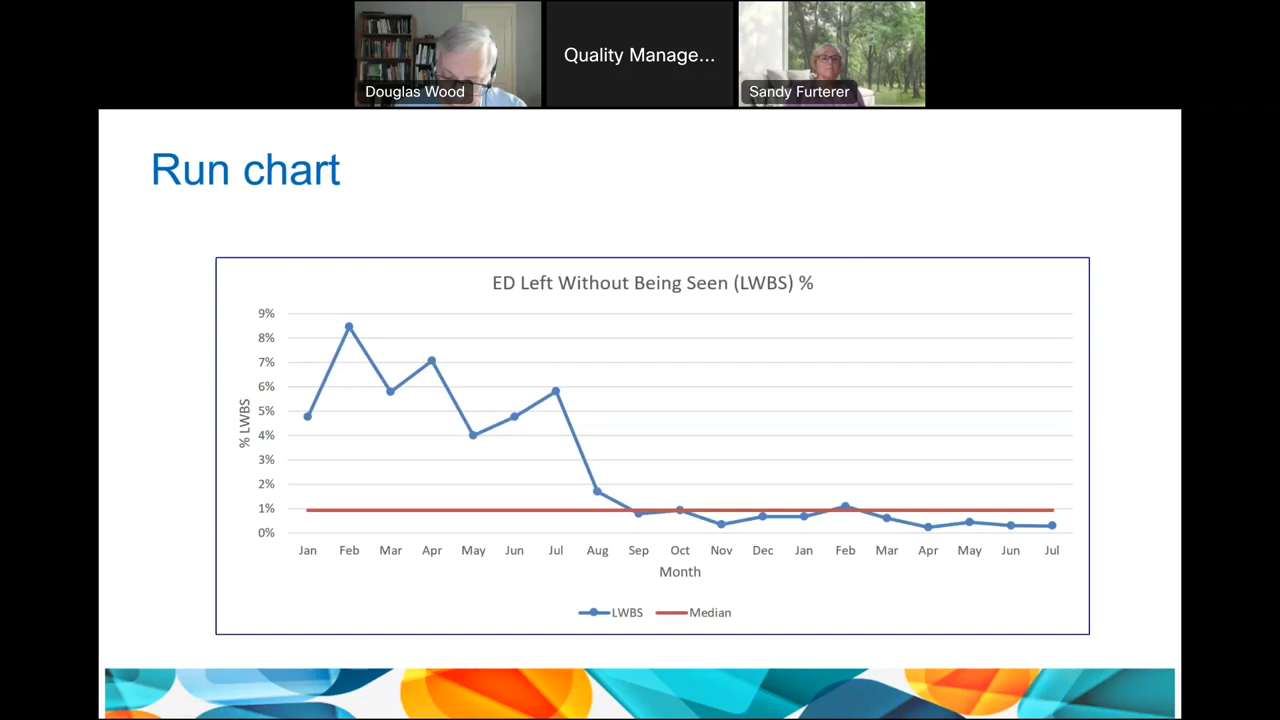 Douglas Wood
Quality Manage...
Sandy Furterer
Run chart
ED Left Without Being Seen (LWBS) %
9%
8%
7%
6%
5%
4%
3%
2%
1%
0%
% LWBS
Jan Feb Mar Apr May Jun Jul Aug Sep Oct Nov Dec Jan Feb Mar Apr May Jun Jul
Month
LWBS Median